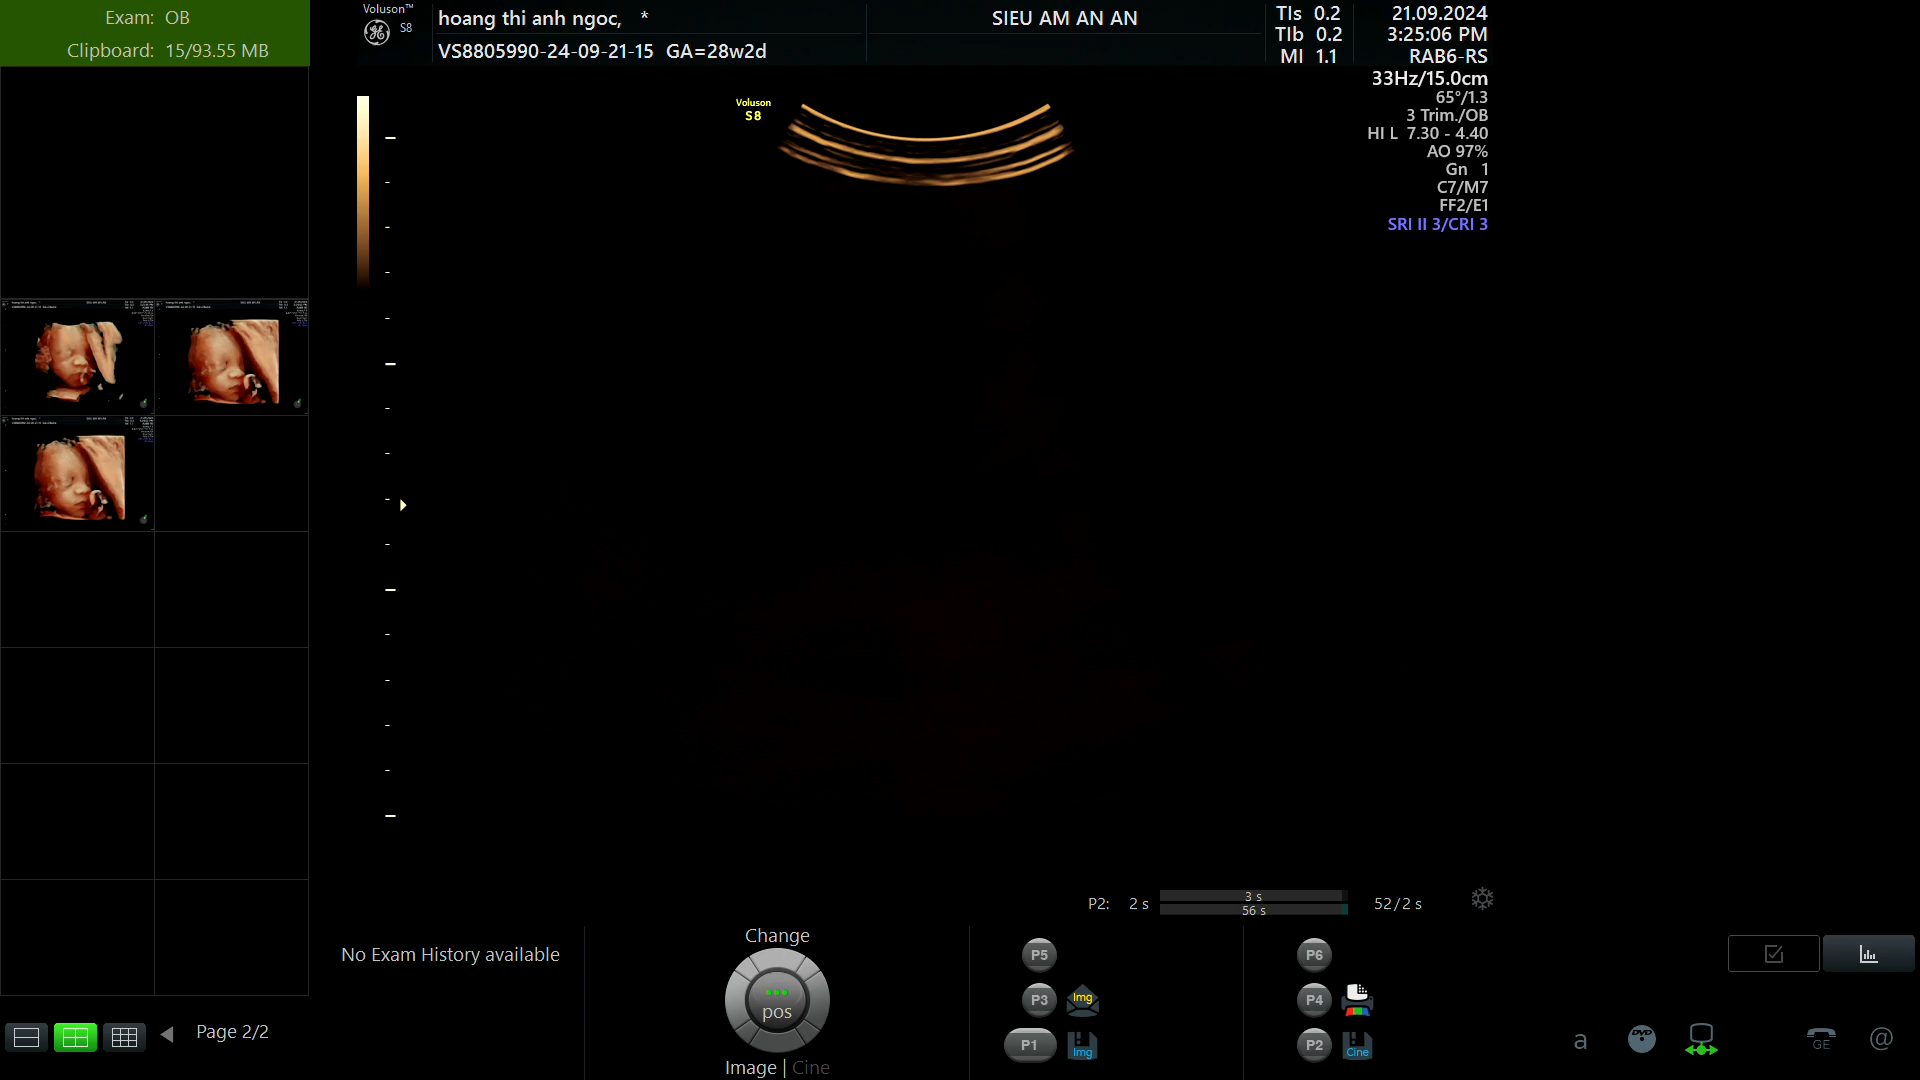 Exam: OB
Clipboard: 15/93.55 MB
Voluson™
S8
hoang thi anh ngoc, *
VS8805990-24-09-21-15 GA=28w2d
SIEU AM AN AN
TIs 0.2
TIb 0.2
MI 1.1
21.09.2024
3:25:06 PM
RAB6-RS
33Hz/15.0cm
65°/1.3
3 Trim./OB
HI L 7.30 - 4.40
AO 97%
Gn 1
C7/M7
FF2/E1
SRI II 3/CRI 3
Voluson
S8
P2: 2 s
3 s
56 s
52/2 s
No Exam History available
Change
pos
Image | Cine
P5
P3 Img
P1 Img
P6
P4
P2 Cine
Page 2/2
a
DVD
GE
@